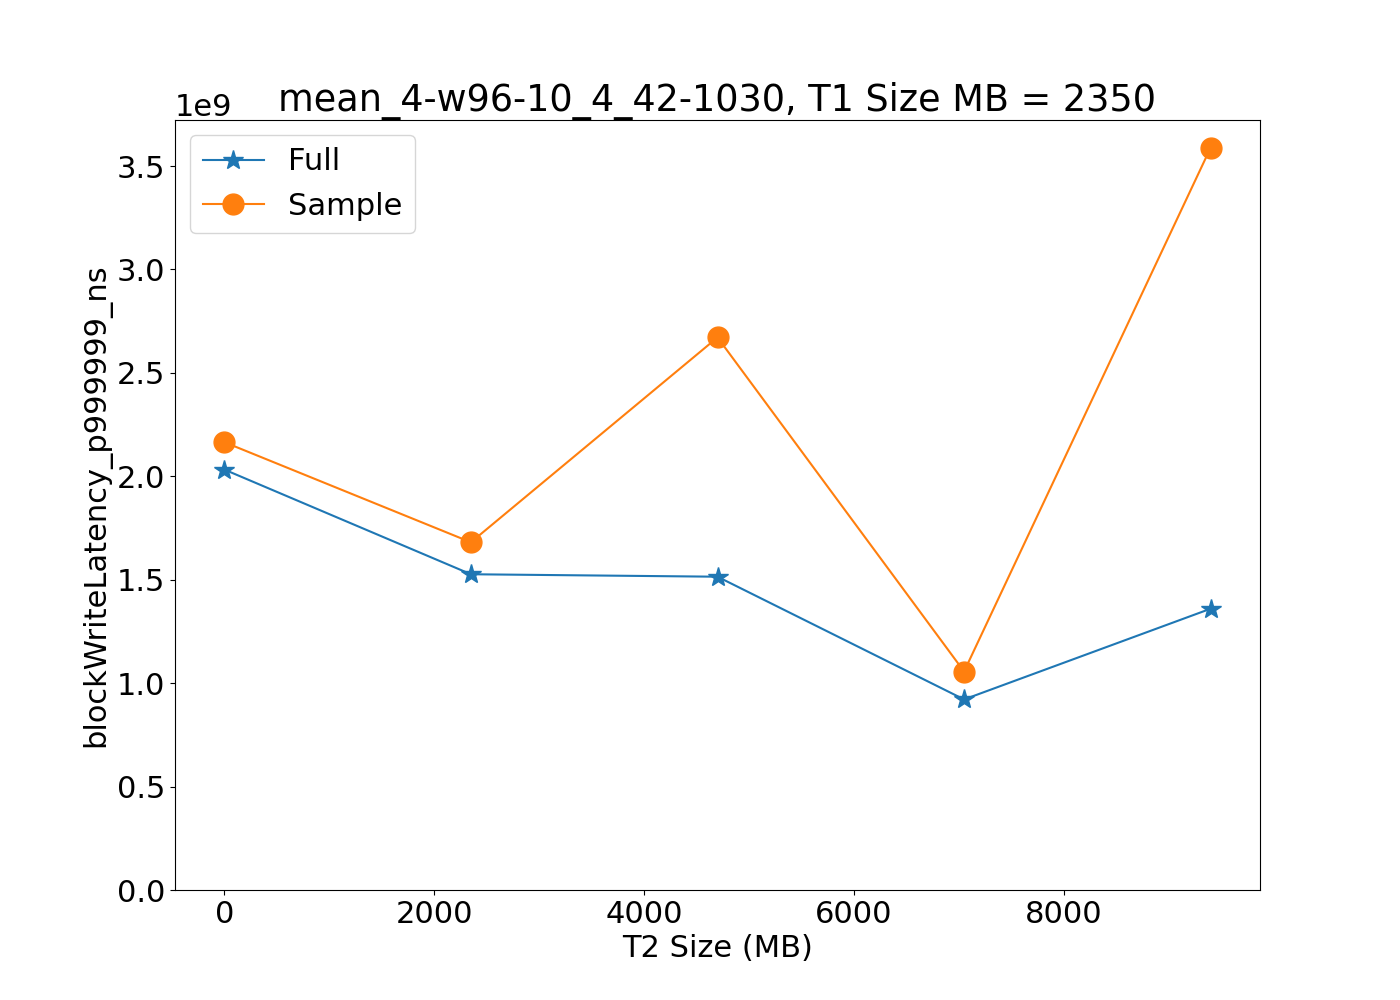 mean_4-w96-10_4_42-1030, T1 Size MB = 2350
1e9
Full
Sample
3.5
3.0
2.5
2.0
1.5
1.0
0.5
0.0
blockWriteLatency_p999999_ns
0 2000 4000 6000 8000
T2 Size (MB)